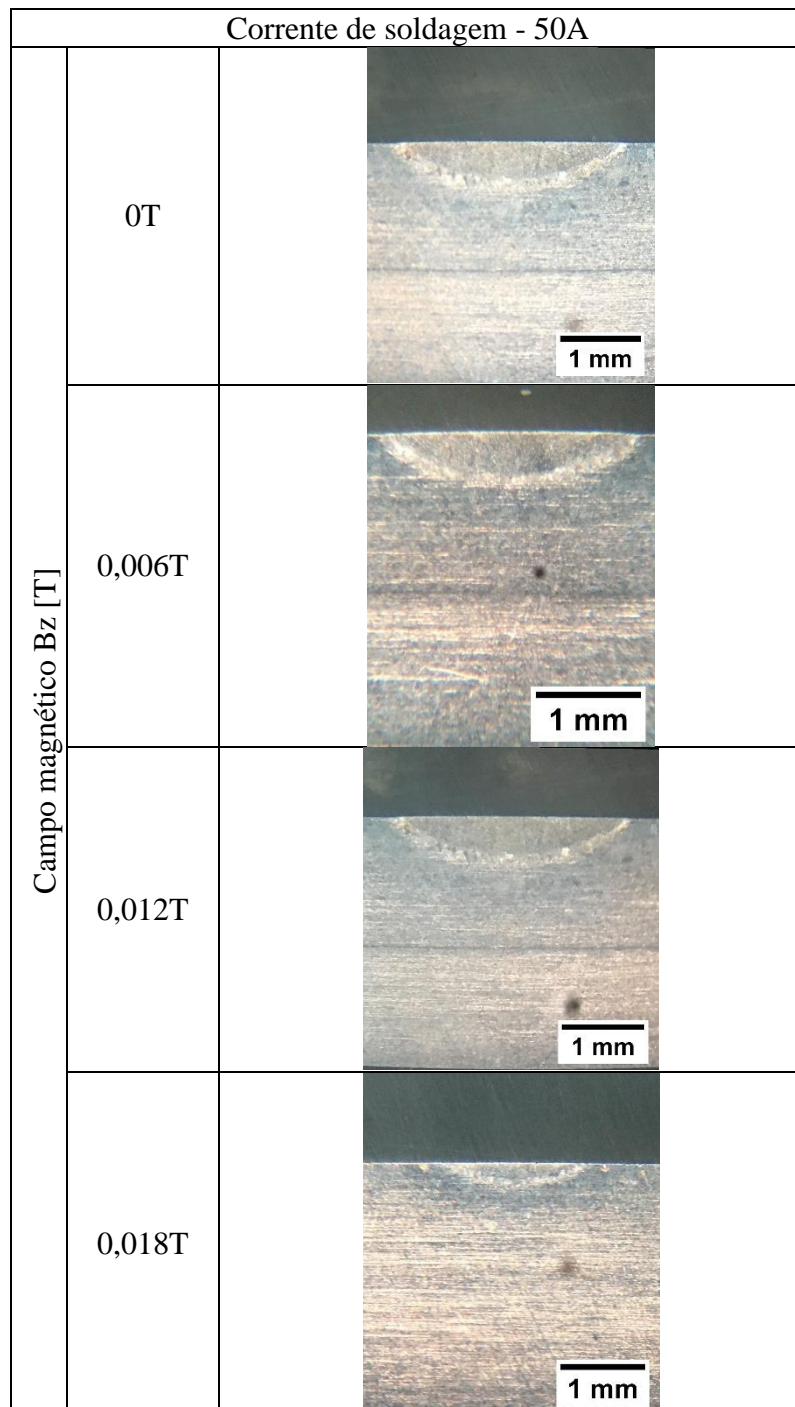 Corrente de soldagem - 50A
Campo magnético Bz [T]
0T
1 mm
0,006T
1 mm
0,012T
1 mm
0,018T
1 mm